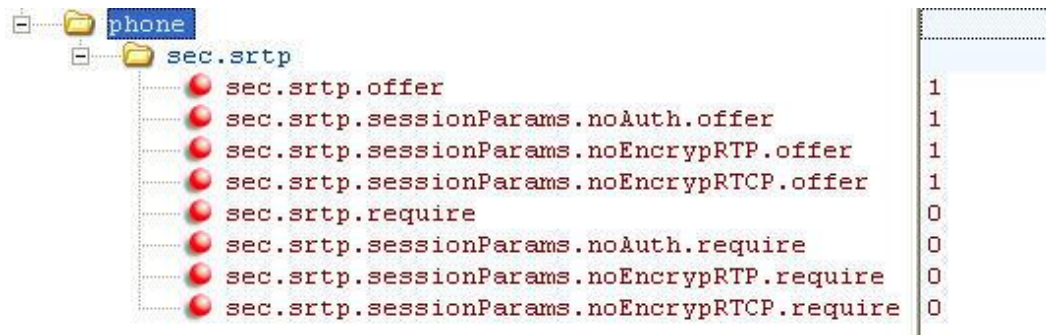 phone
sec.srtp
sec.srtp.offer 1
sec.srtp.sessionParams.noAuth.offer 1
sec.srtp.sessionParams.noEncrypRTP.offer 1
sec.srtp.sessionParams.noEncrypRTCP.offer 1
sec.srtp.require 0
sec.srtp.sessionParams.noAuth.require 0
sec.srtp.sessionParams.noEncrypRTP.require 0
sec.srtp.sessionParams.noEncrypRTCP.require 0